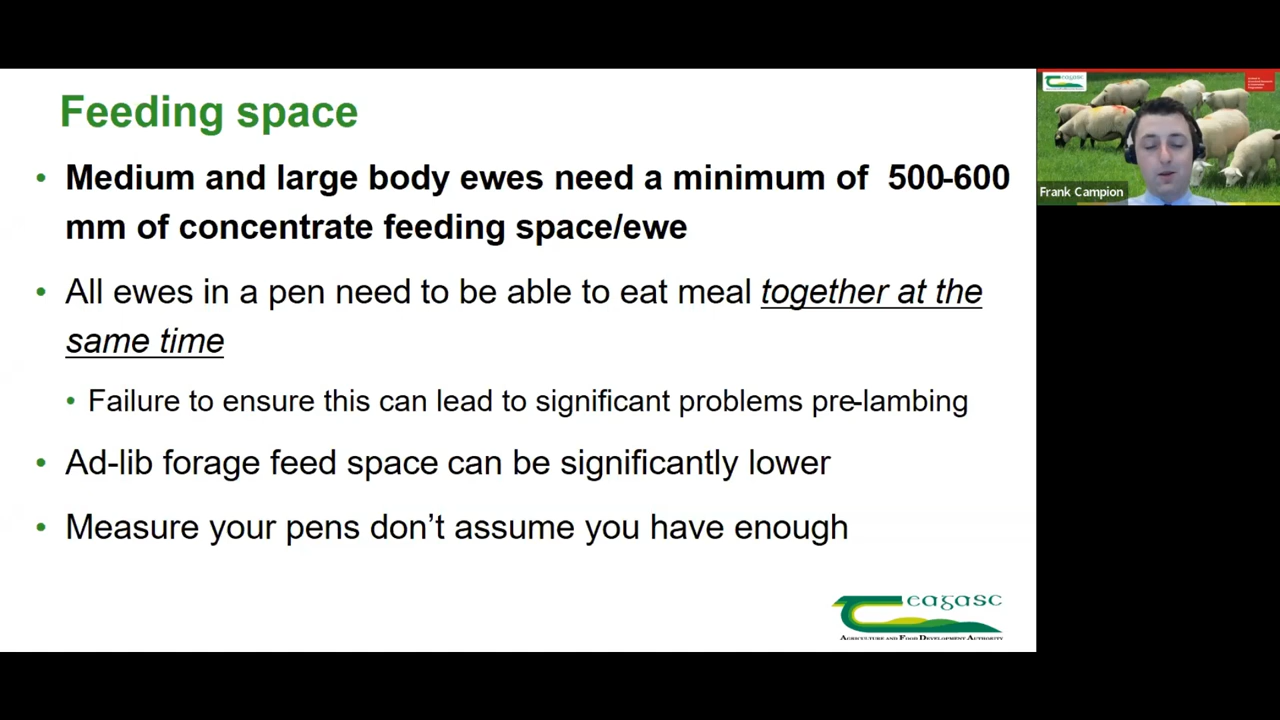 Feeding space
• Medium and large body ewes need a minimum of 500-600
mm of concentrate feeding space/ewe
• All ewes in a pen need to be able to eat meal together at the
same time
• Failure to ensure this can lead to significant problems pre-lambing
• Ad-lib forage feed space can be significantly lower
• Measure your pens don't assume you have enough
teagasc
AGRICULTURE AND FOOD DEVELOPMENT AUTHORITY
teagasc
Frank Campion